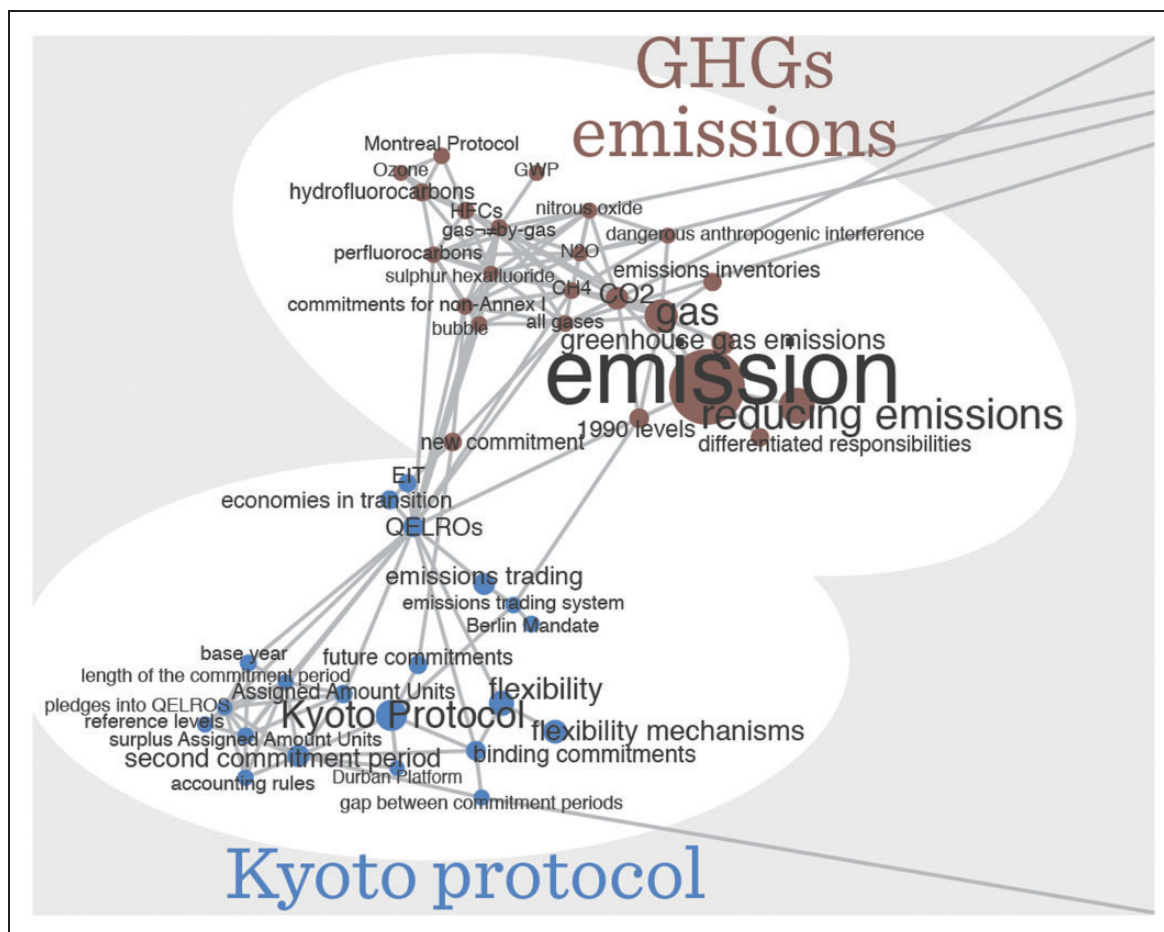 GHGs
emissions
Montreal Protocol
Ozone
GWP
hydrofluorocarbons
HFCs
nitrous oxide
gas¬≠by-gas
dangerous anthropogenic interference
perfluorocarbons
N2O
sulphur hexafluoride
emissions inventories
CH4
CO2
commitments for non-Annex I
gas
bubble
all gases
greenhouse gas emissions
emission
reducing emissions
1990 levels
differentiated responsibilities
new commitment
EIT
economies in transition
QELROs
emissions trading
emissions trading system
Berlin Mandate
base year
future commitments
length of the commitment period
Assigned Amount Units
flexibility
pledges into QELROS
Kyoto Protocol
reference levels
flexibility mechanisms
surplus Assigned Amount Units
second commitment period
binding commitments
Durban Platform
accounting rules
gap between commitment periods
Kyoto protocol